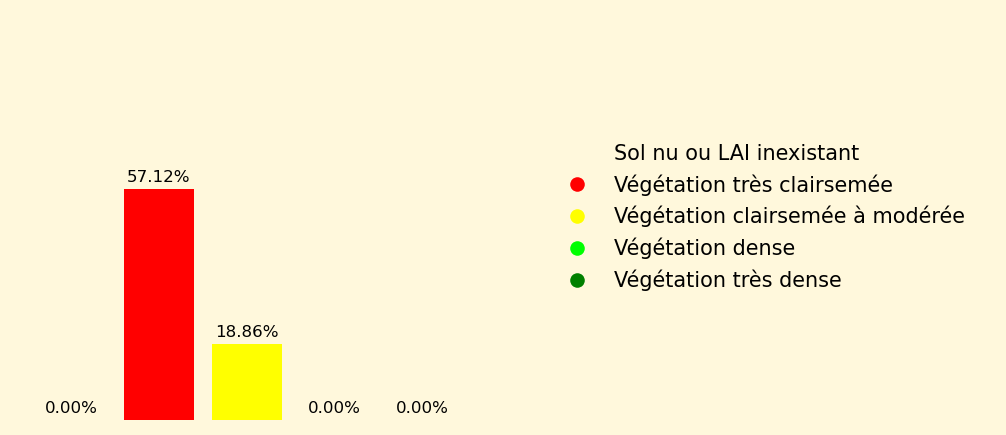 57.12%
18.86%
0.00%
0.00%
0.00%
Sol nu ou LAI inexistant
Végétation très clairsemée
Végétation clairsemée à modérée
Végétation dense
Végétation très dense